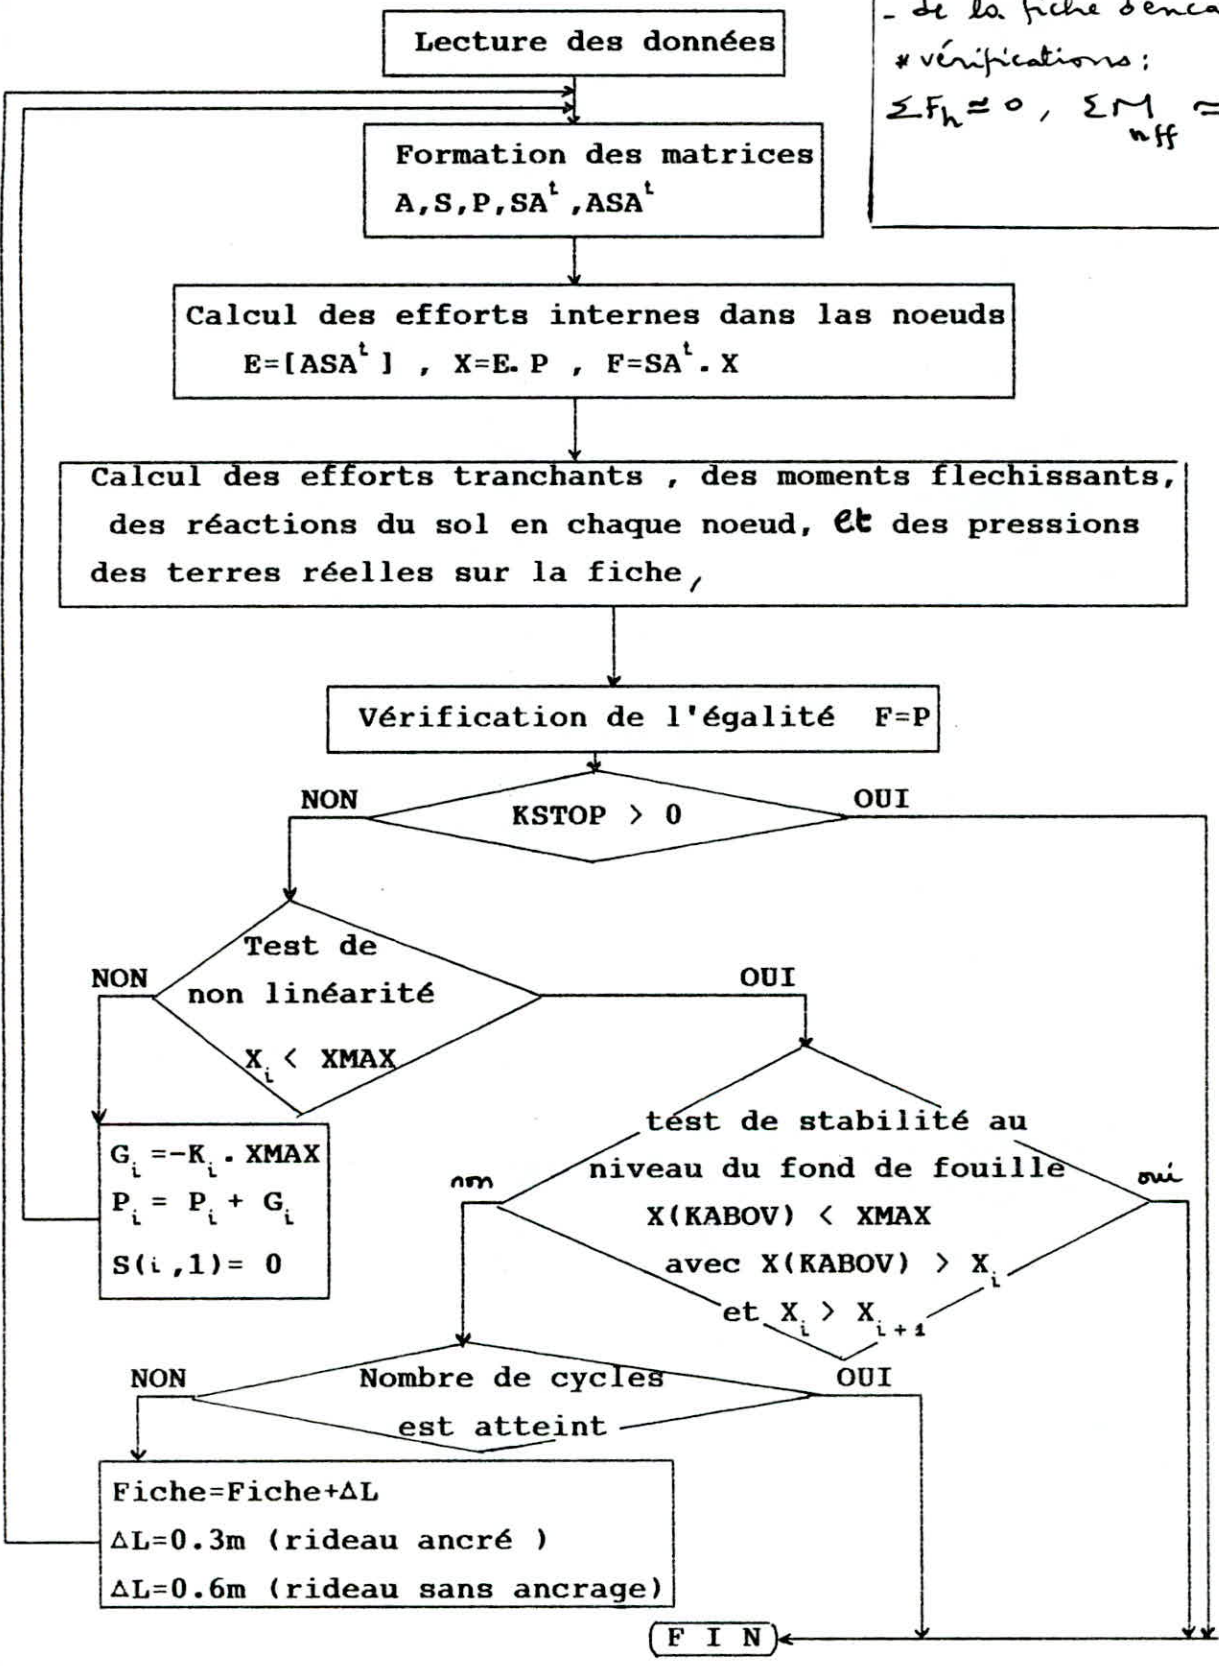 Lecture des données
- de la fiche d'enca
* vérifications:
ΣFh ≃ 0, ΣM nff ≃
Formation des matrices
A,S,P,SAᵗ,ASAᵗ
Calcul des efforts internes dans las noeuds
E=[ASAᵗ] , X=E.P , F=SAᵗ.X
Calcul des efforts tranchants , des moments flechissants,
des réactions du sol en chaque noeud, et des pressions
des terres réelles sur la fiche,
Vérification de l'égalité F=P
NON
KSTOP > 0
OUI
Test de
NON
non linéarité
OUI
Xi < XMAX
Gi =-Ki . XMAX
Pi = Pi + Gi
S(i,1)= 0
test de stabilité au
niveau du fond de fouille
non
oui
X(KABOV) < XMAX
avec X(KABOV) > Xi
et Xi > Xi+1
NON
Nombre de cycles
OUI
est atteint
Fiche=Fiche+ΔL
ΔL=0.3m (rideau ancré )
ΔL=0.6m (rideau sans ancrage)
F I N